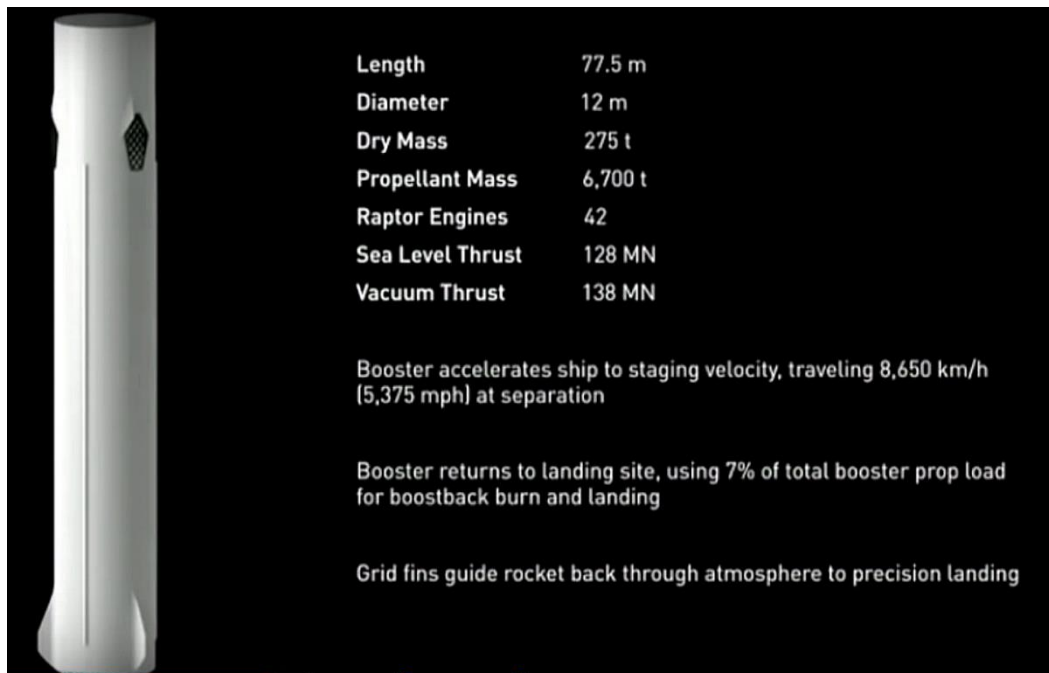 Length 77.5 m
Diameter 12 m
Dry Mass 275 t
Propellant Mass 6,700 t
Raptor Engines 42
Sea Level Thrust 128 MN
Vacuum Thrust 138 MN
Booster accelerates ship to staging velocity, traveling 8,650 km/h
(5,375 mph) at separation
Booster returns to landing site, using 7% of total booster prop load
for boostback burn and landing
Grid fins guide rocket back through atmosphere to precision landing